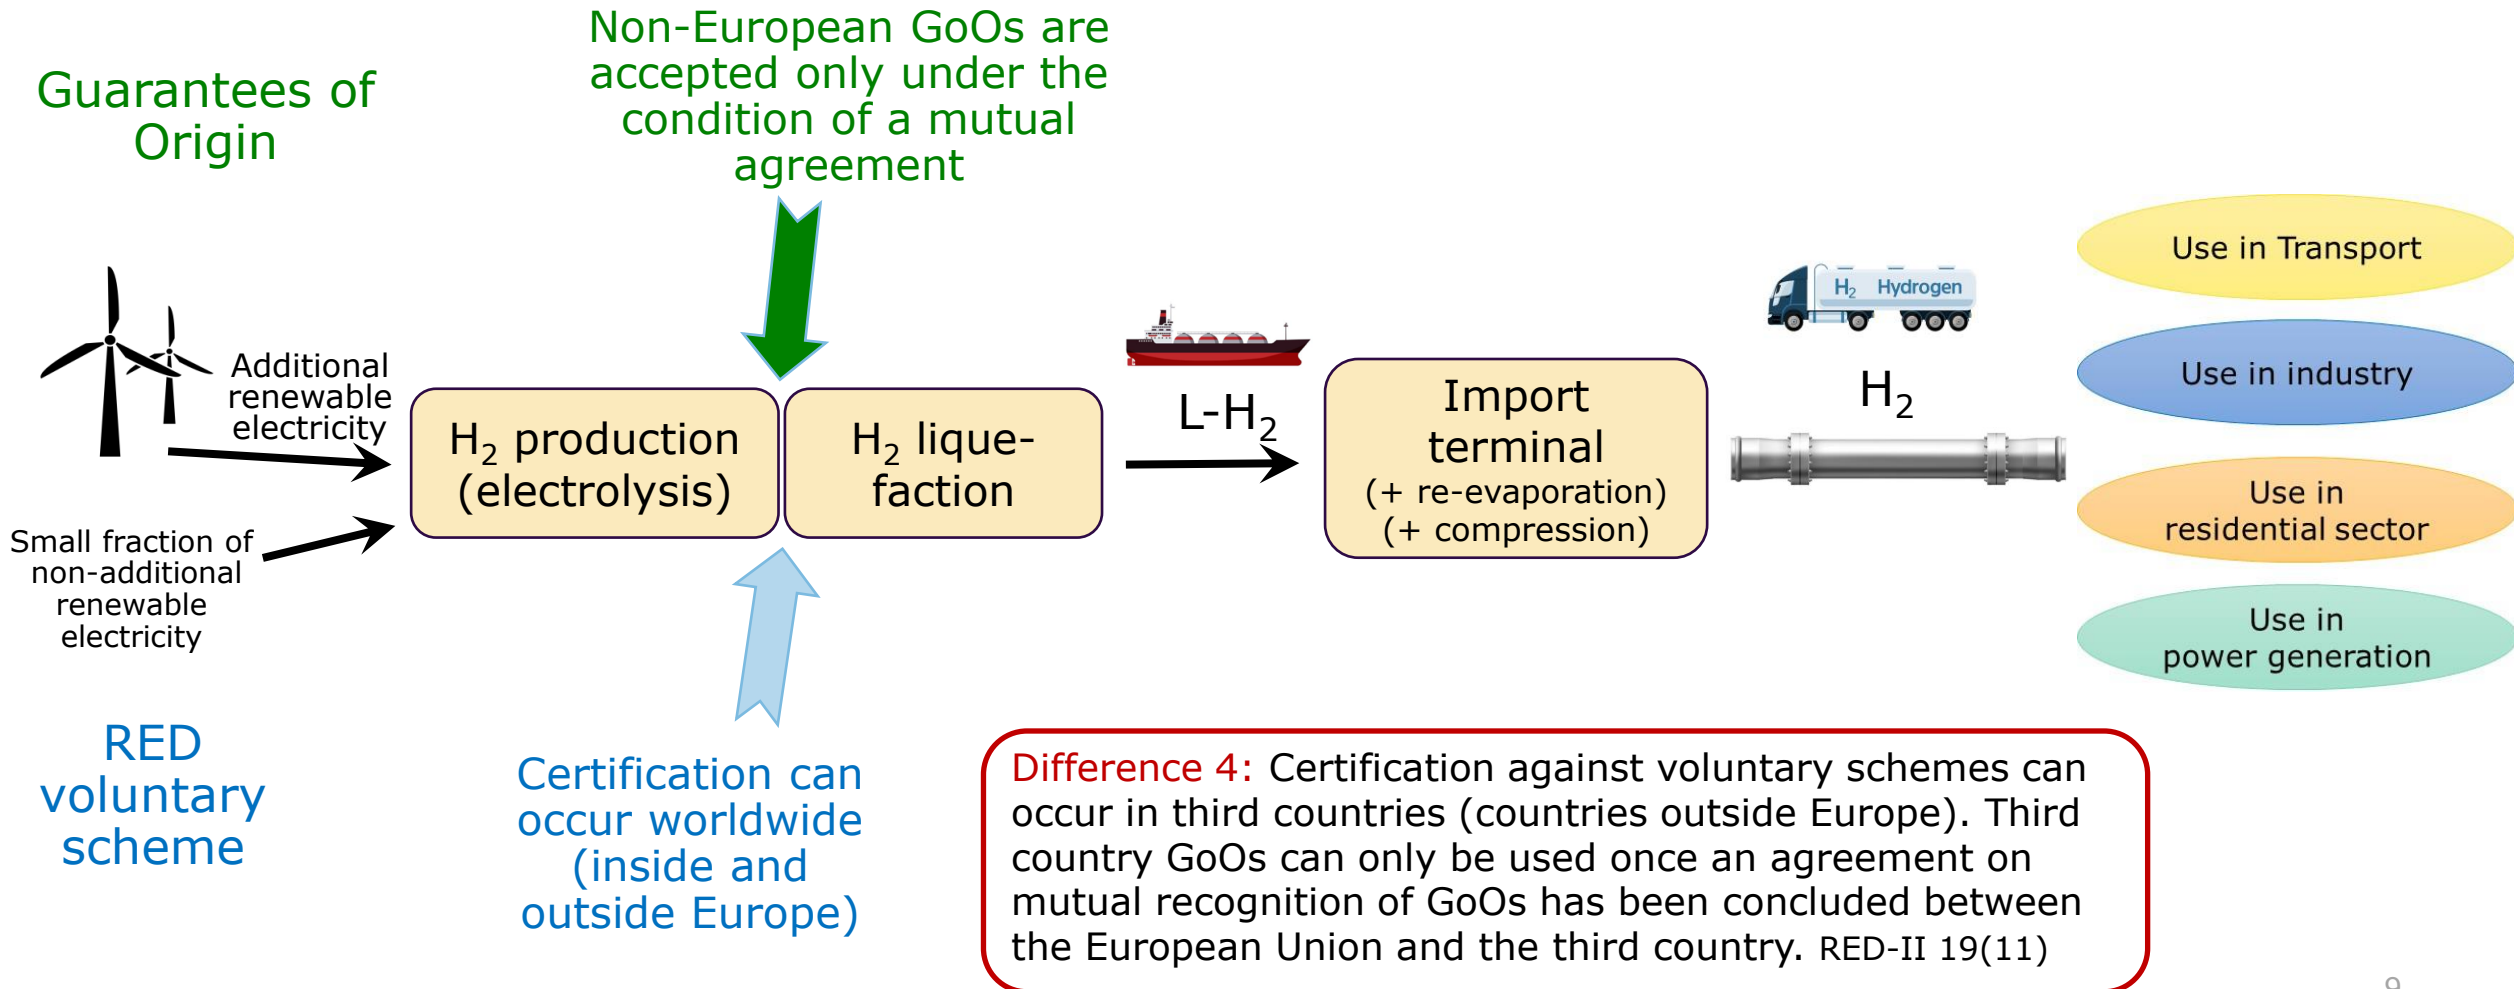 Guarantees of
Origin
Non-European GoOs are
accepted only under the
condition of a mutual
agreement
Additional
renewable
electricity
Small fraction of
non-additional
renewable
electricity
H₂ production
(electrolysis)
H₂ lique-
faction
L-H₂
Import
terminal
(+ re-evaporation)
(+ compression)
H₂ Hydrogen
H₂
Use in Transport
Use in industry
Use in
residential sector
Use in
power generation
RED
voluntary
scheme
Certification can
occur worldwide
(inside and
outside Europe)
Difference 4: Certification against voluntary schemes can
occur in third countries (countries outside Europe). Third
country GoOs can only be used once an agreement on
mutual recognition of GoOs has been concluded between
the European Union and the third country. RED-II 19(11)
9